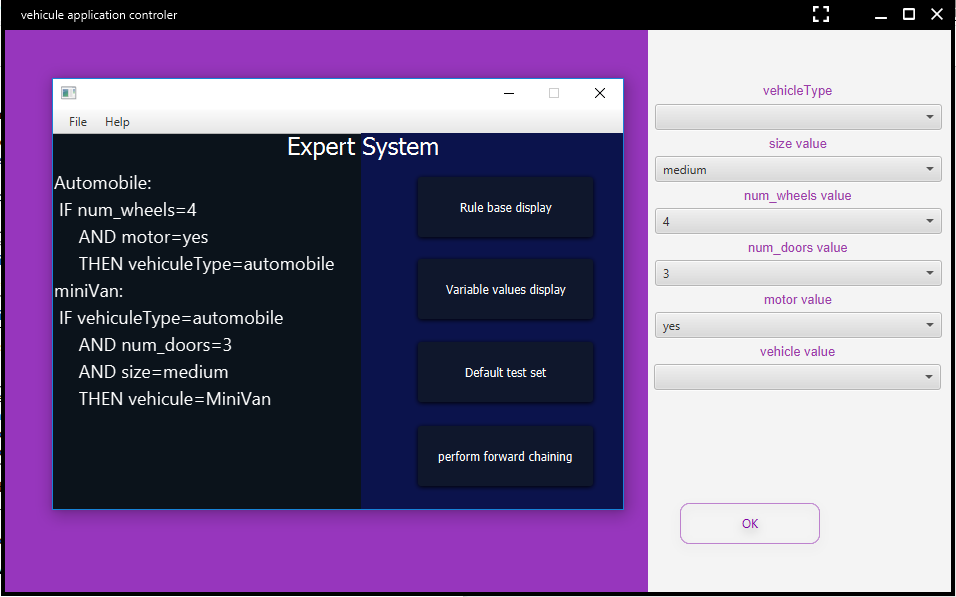 vehicule application controler
File Help
Expert System
Automobile:
IF num_wheels=4
AND motor=yes
THEN vehiculeType=automobile
miniVan:
IF vehiculeType=automobile
AND num_doors=3
AND size=medium
THEN vehicule=MiniVan
Rule base display
Variable values display
Default test set
perform forward chaining
vehicleType
size value
medium
num_wheels value
4
num_doors value
3
motor value
yes
vehicle value
OK